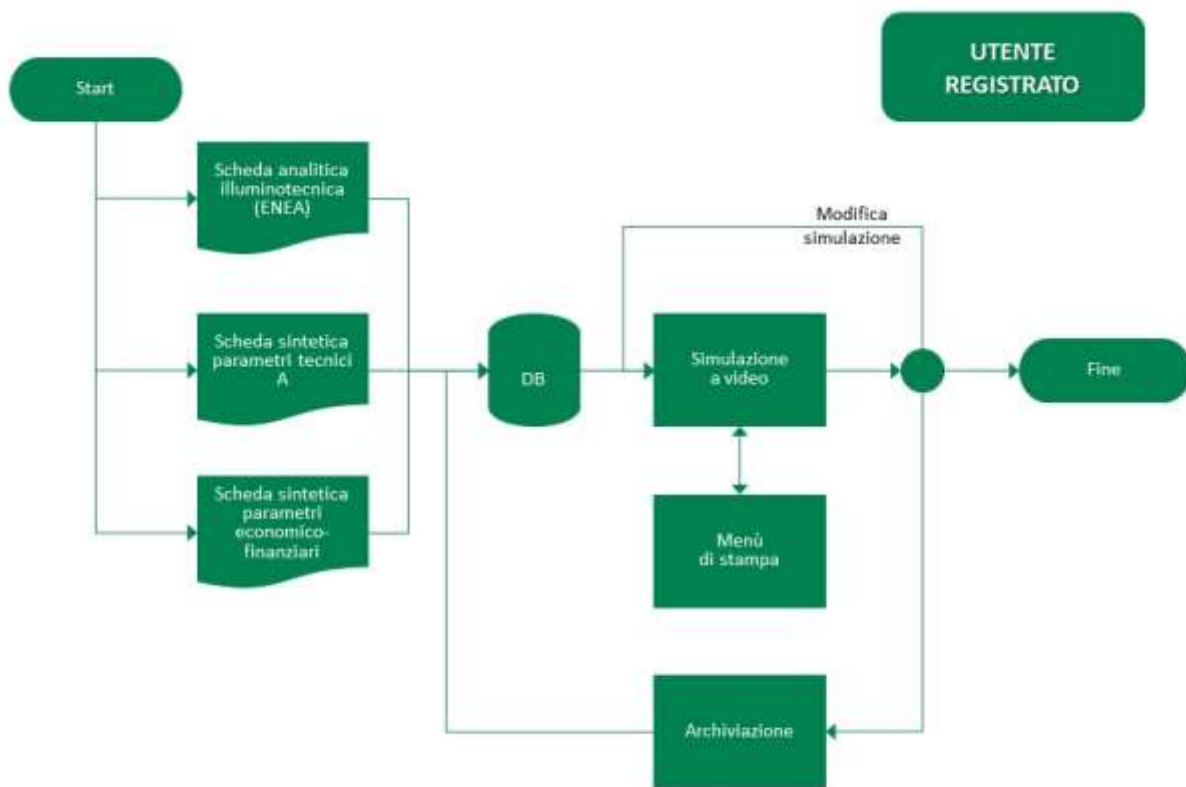 UTENTE
REGISTRATO
Start
Scheda analitica
illuminotecnica
(ENEA)
Modifica
simulazione
Scheda sintetica
parametri tecnici
A
DB
Simulazione
a video
Fine
Scheda sintetica
parametri
economico-
finanziari
Menù
di stampa
Archiviazione